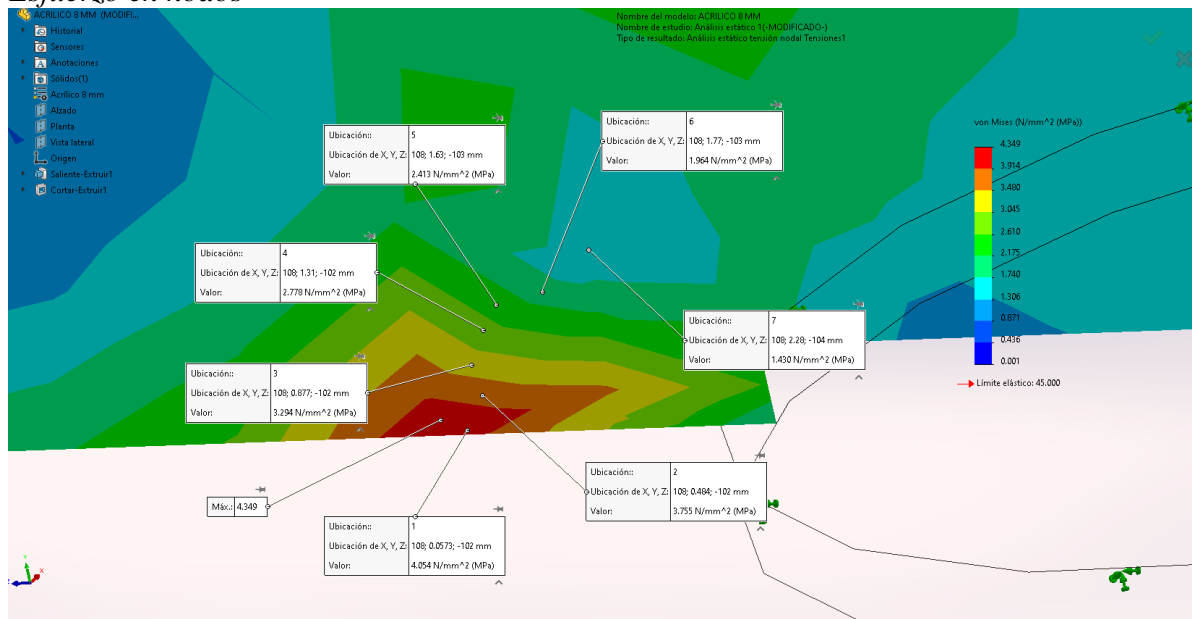 Esfuerzo en nodos
ACRILICO 8 MM (MODIFI...
Historial
Sensores
Anotaciones
Sólidos(1)
Acrílico 8 mm
Alzado
Planta
Vista lateral
Origen
Saliente-Extruir1
Cortar-Extruir1
Nombre del modelo: ACRILICO 8 MM
Nombre de estudio: Análisis estático 1(-MODIFICADO-)
Tipo de resultado: Análisis estático tensión nodal Tensiones1
Ubicación:: 5
Ubicación de X, Y, Z: 108; 1.63; -103 mm
Valor: 2.413 N/mm^2 (MPa)
Ubicación:: 6
Ubicación de X, Y, Z: 108; 1.77; -103 mm
Valor: 1.964 N/mm^2 (MPa)
Ubicación:: 4
Ubicación de X, Y, Z: 108; 1.31; -102 mm
Valor: 2.778 N/mm^2 (MPa)
Ubicación:: 7
Ubicación de X, Y, Z: 108; 2.28; -104 mm
Valor: 1.430 N/mm^2 (MPa)
Ubicación:: 3
Ubicación de X, Y, Z: 108; 0.877; -102 mm
Valor: 3.294 N/mm^2 (MPa)
Ubicación:: 2
Ubicación de X, Y, Z: 108; 0.484; -102 mm
Valor: 3.755 N/mm^2 (MPa)
Máx.: 4.349
Ubicación:: 1
Ubicación de X, Y, Z: 108; 0.0573; -102 mm
Valor: 4.054 N/mm^2 (MPa)
von Mises (N/mm^2 (MPa))
4.349
3.914
3.480
3.045
2.610
2.175
1.740
1.306
0.871
0.436
0.001
Límite elástico: 45.000
Y
X